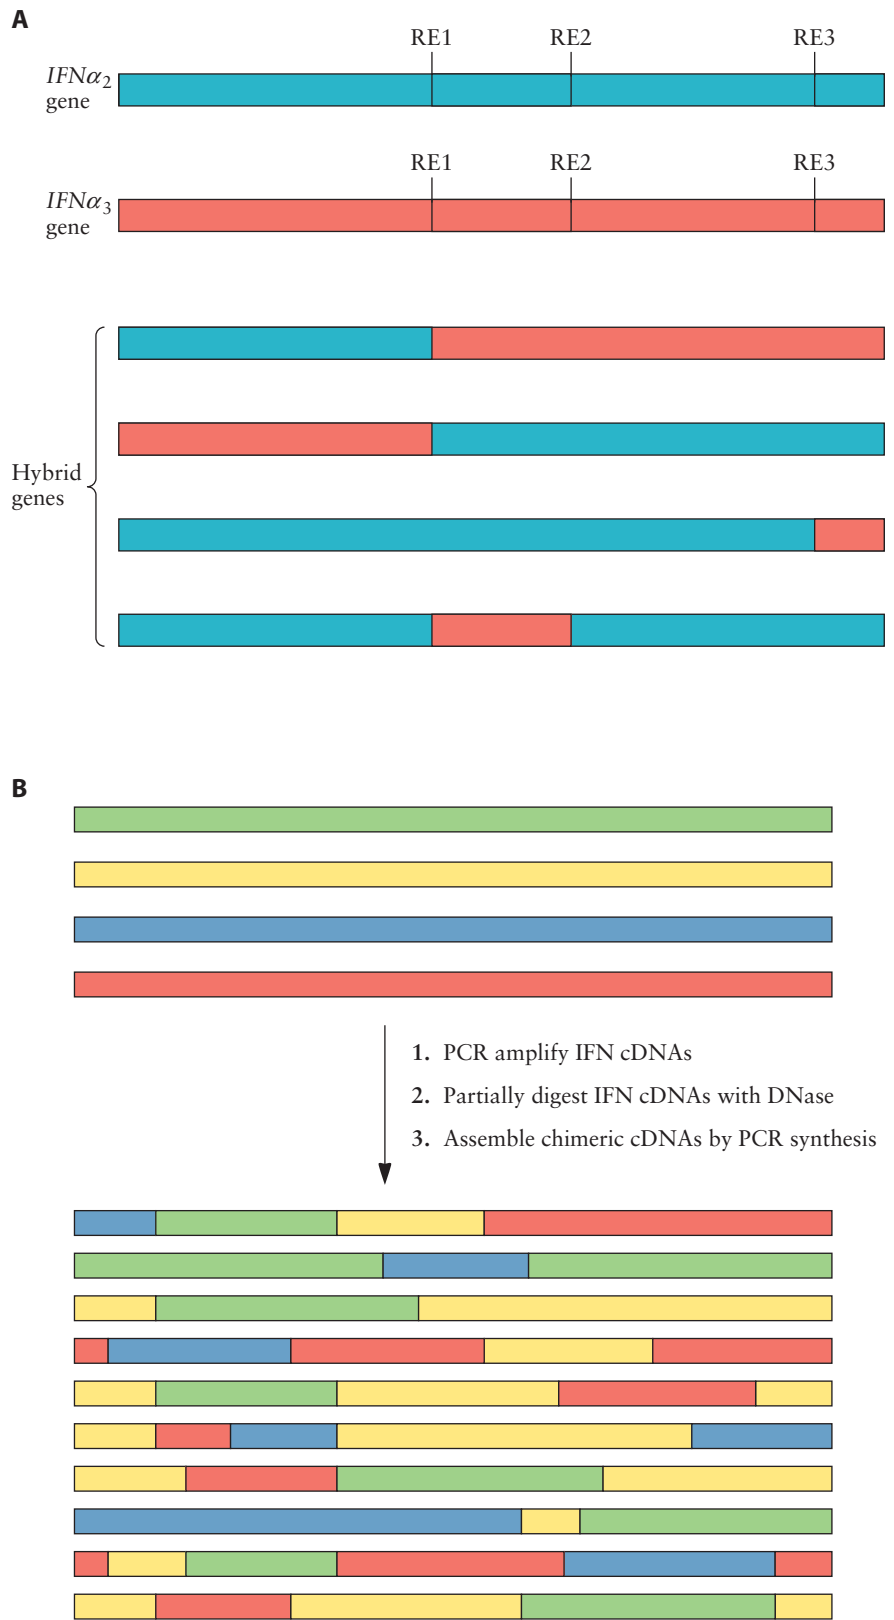 A
RE1 RE2 RE3
IFNα2
gene
RE1 RE2 RE3
IFNα3
gene
Hybrid
genes
B
1. PCR amplify IFN cDNAs
2. Partially digest IFN cDNAs with DNase
3. Assemble chimeric cDNAs by PCR synthesis